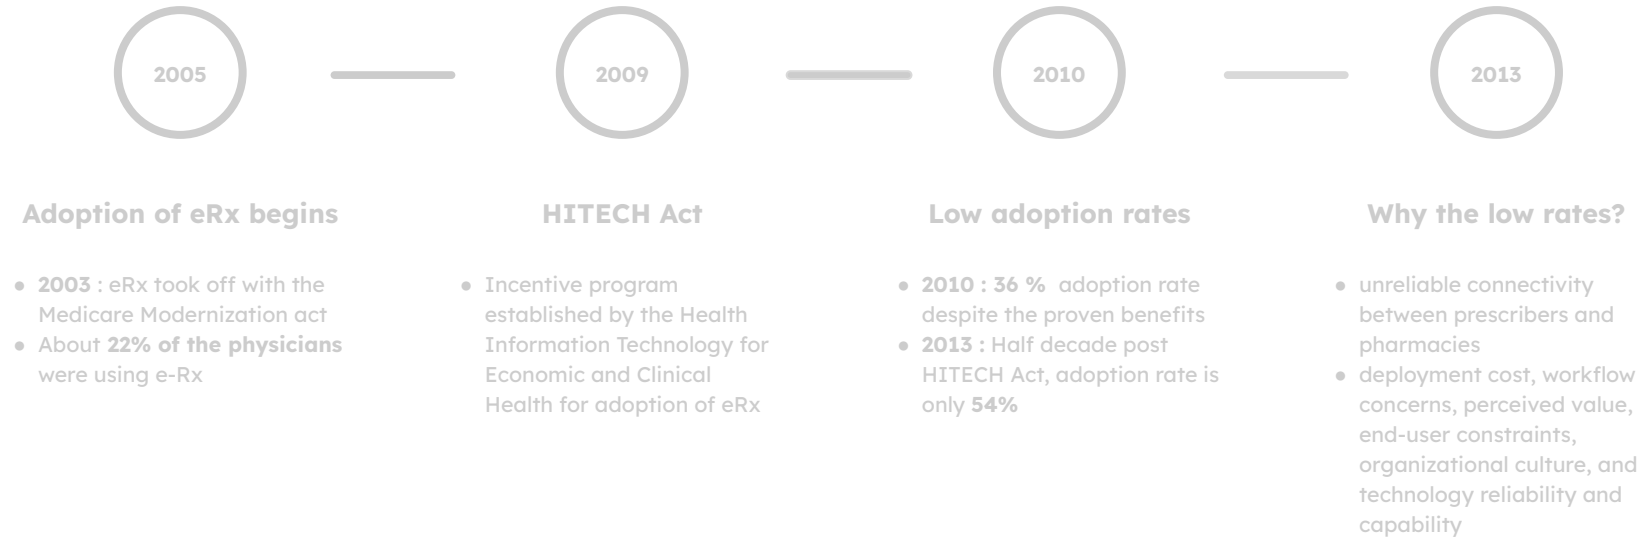 2005
2009
2010
2013
Adoption of eRx begins
● 2003 : eRx took off with the
Medicare Modernization act
● About 22% of the physicians
were using e-Rx
HITECH Act
● Incentive program
established by the Health
Information Technology for
Economic and Clinical
Health for adoption of eRx
Low adoption rates
● 2010 : 36 %  adoption rate
despite the proven benefits
● 2013 : Half decade post
HITECH Act, adoption rate is
only 54%
Why the low rates?
● unreliable connectivity
between prescribers and
pharmacies
● deployment cost, workflow
concerns, perceived value,
end-user constraints,
organizational culture, and
technology reliability and
capability